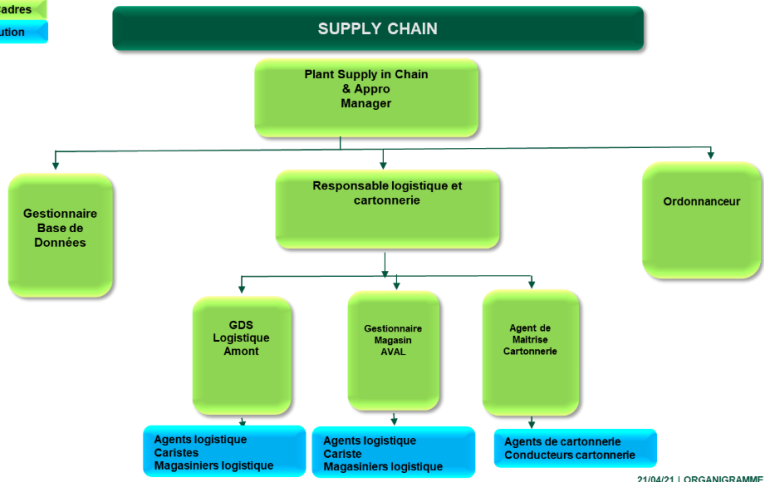 SUPPLY CHAIN
Plant Supply in Chain
& Appro
Manager
Gestionnaire
Base de
Données
Responsable logistique et
cartonnerie
Ordonnanceur
GDS
Logistique
Amont
Gestionnaire
Magasin
AVAL
Agent de
Maitrise
Cartonnerie
Agents logistique
Caristes
Magasiniers logistique
Agents logistique
Cariste
Magasiniers logistique
Agents de cartonnerie
Conducteurs cartonnerie
21/04/21 | ORGANIGRAMME